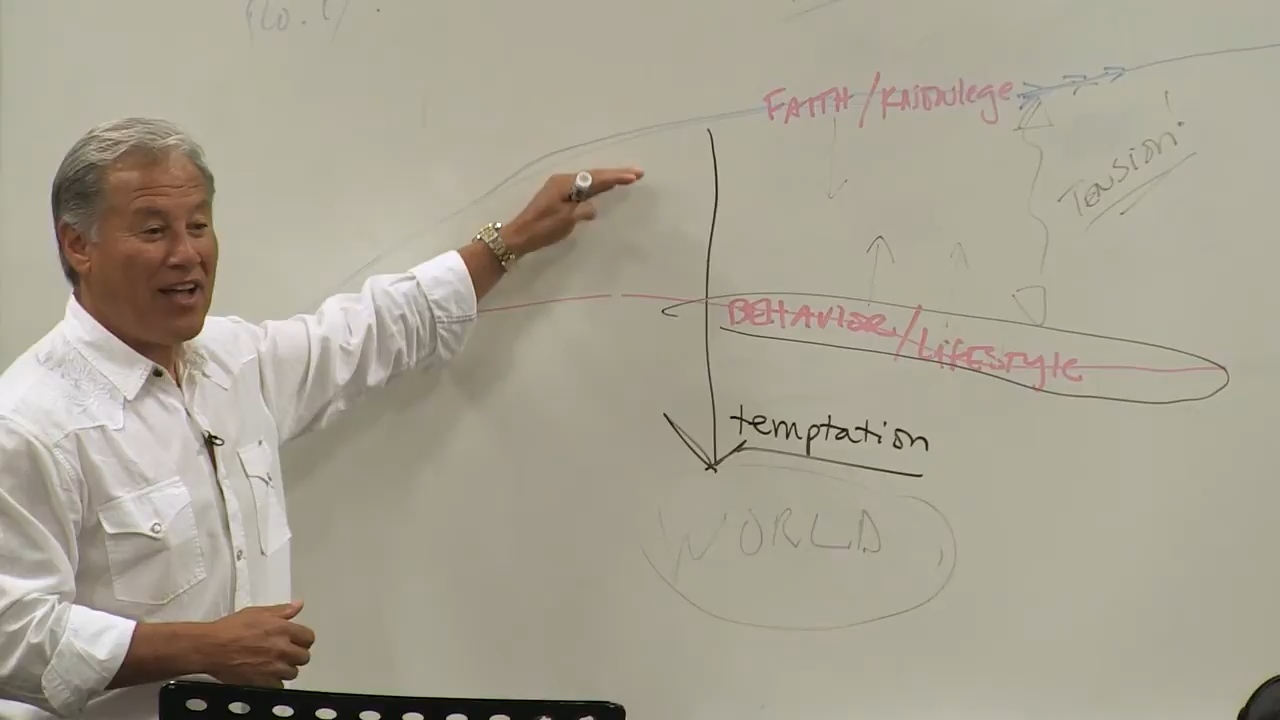 FAITH/KNOWLEGE
TENSION!
BEHAVIOR/LIFESTYLE
temptation
WORLD